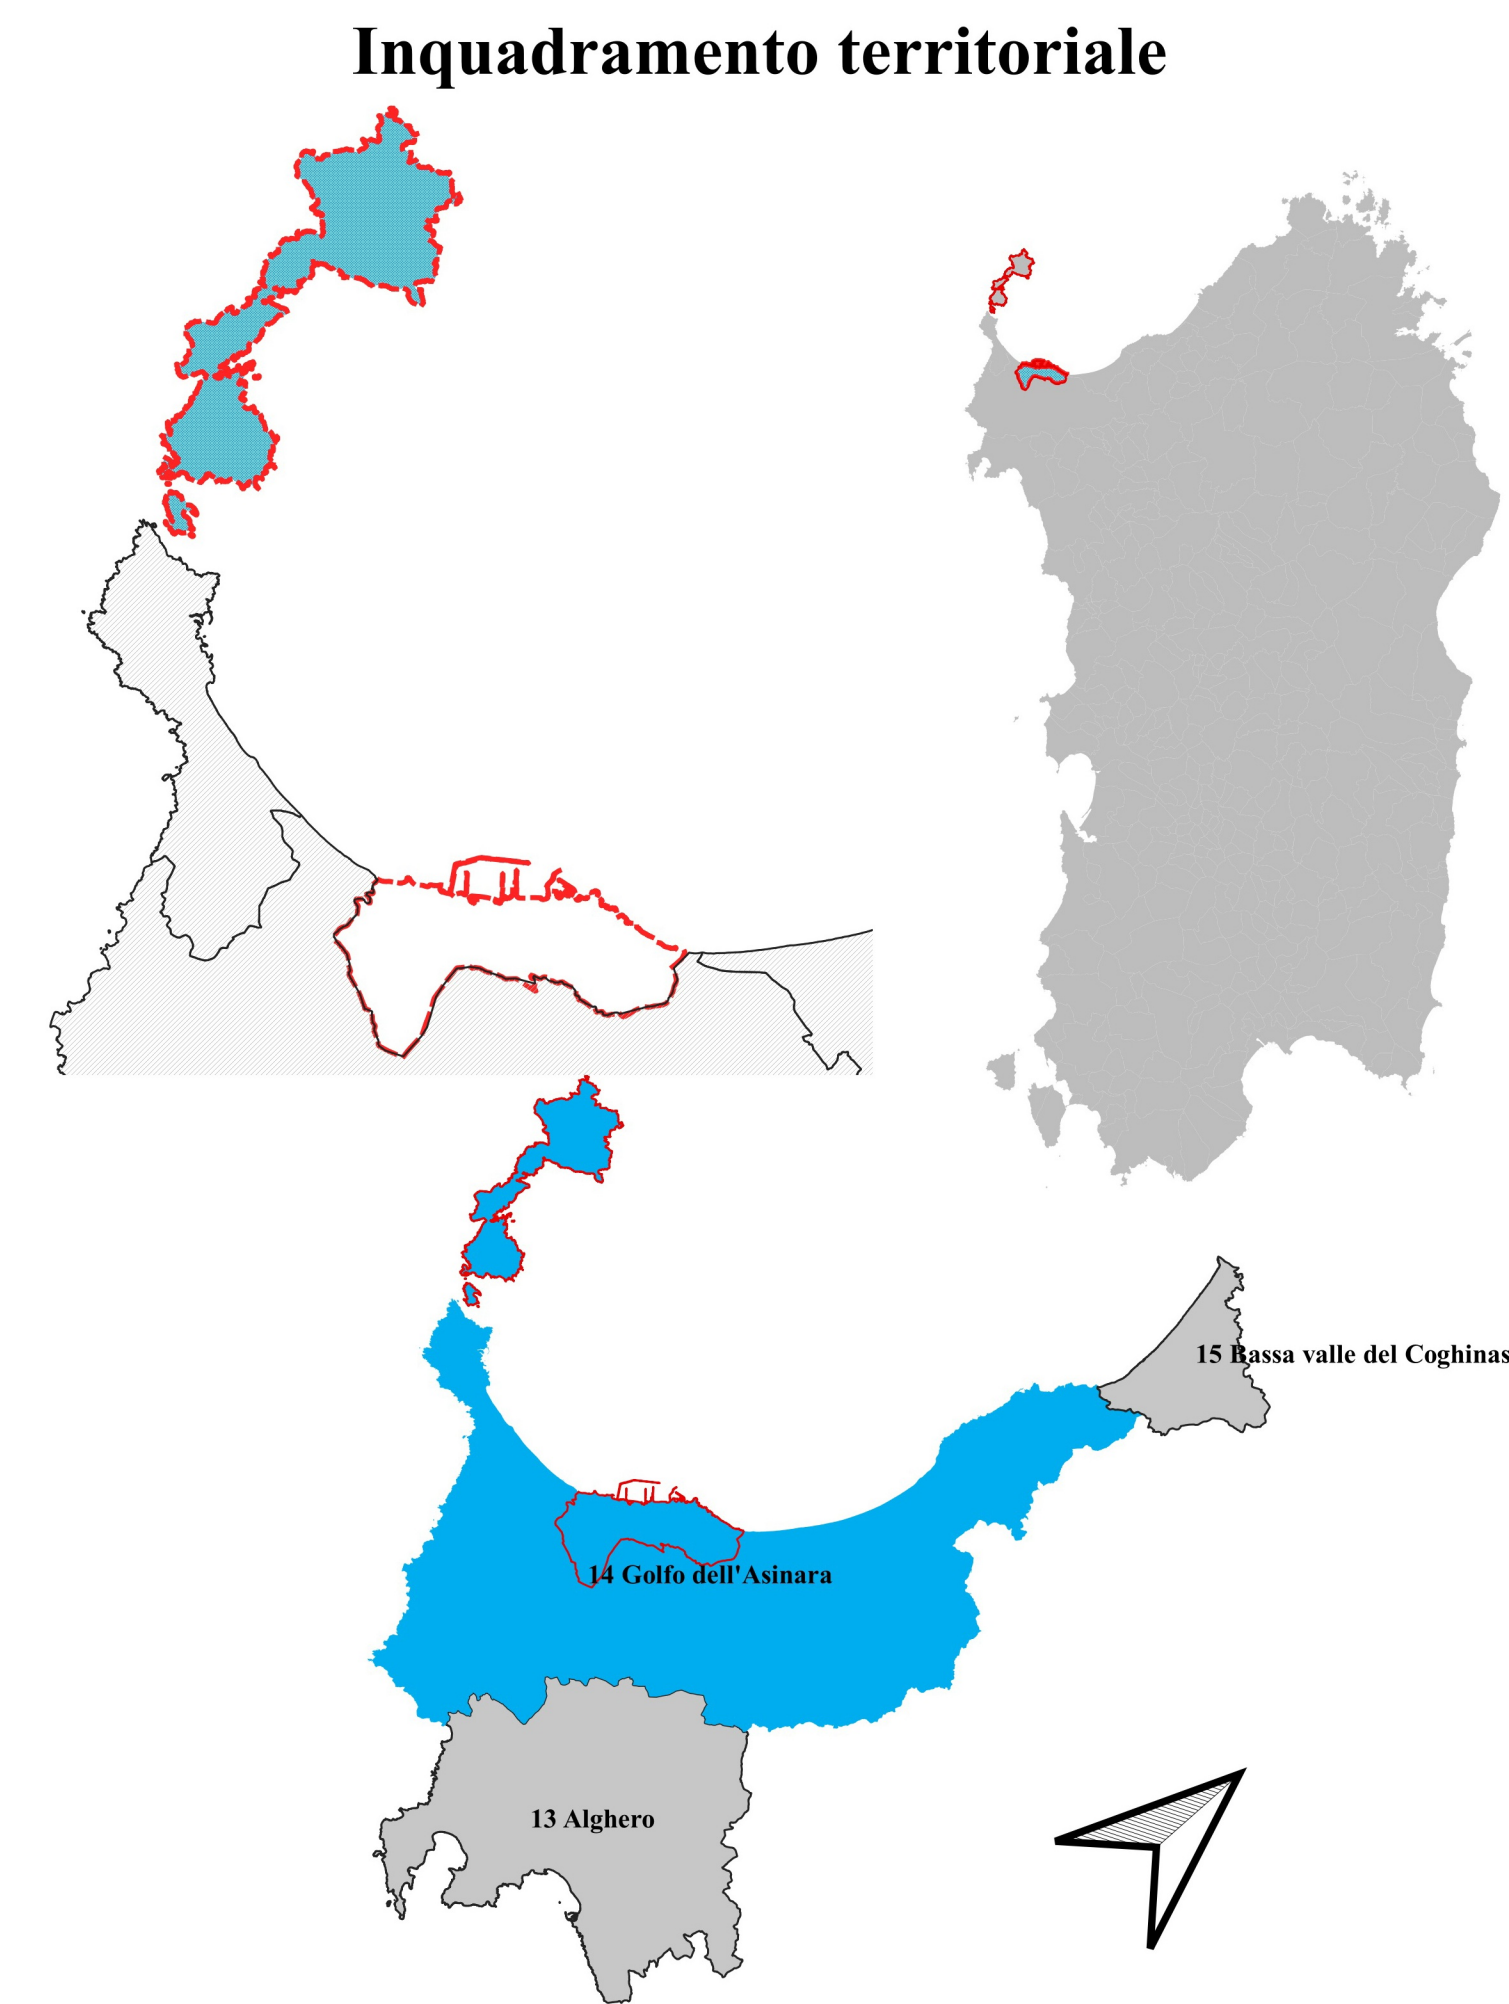 Inquadramento territoriale
15 Bassa valle del Coghinas
14 Golfo dell'Asinara
13 Alghero